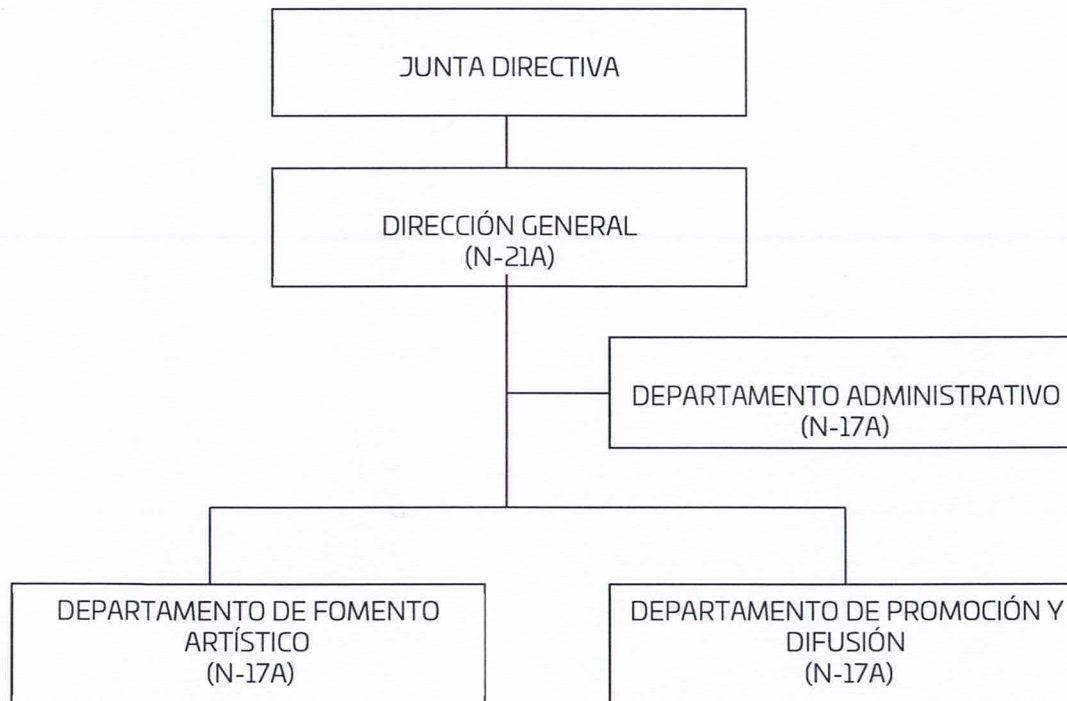 JUNTA DIRECTIVA
DIRECCIÓN GENERAL
(N-21A)
DEPARTAMENTO ADMINISTRATIVO
(N-17A)
DEPARTAMENTO DE FOMENTO
ARTÍSTICO
(N-17A)
DEPARTAMENTO DE PROMOCIÓN Y
DIFUSIÓN
(N-17A)